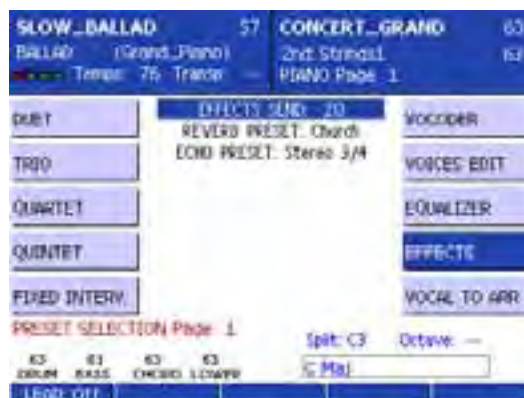 SLOW_BALLAD 57
BALLAD (Grand_Piano)
Tempo: 76 Transp: --
CONCERT_GRAND 63
2nd Strings1 63
PIANO Page 1
DUET
TRIO
QUARTET
QUINTET
FIXED INTERV.
EFFECTS SEND: 20
REVERB PRESET: Church
ECHO PRESET: Stereo 3/4
VOCODER
VOICES EDIT
EQUALIZER
EFFECTS
VOCAL TO ARR
PRESET SELECTION Page 1
Split: C3 Octave: --
63 61 63 63
DRUM BASS CHORD LOWER
C Maj
LEAD: Off